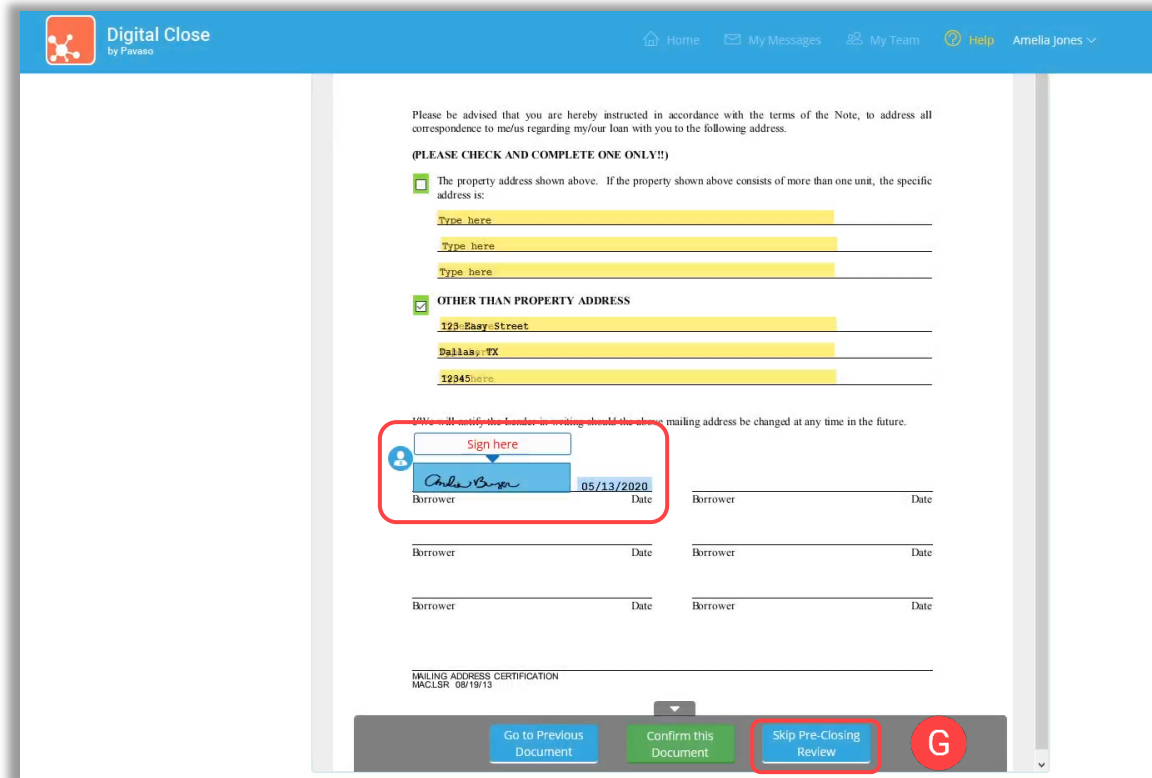 Digital Close
by Pavaso
Home My Messages My Team ? Help Amelia Jones
Please be advised that you are hereby instructed in accordance with the terms of the Note, to address all
correspondence to me/us regarding my/our loan with you to the following address.
(PLEASE CHECK AND COMPLETE ONE ONLY!!)
The property address shown above. If the property shown above consists of more than one unit, the specific
address is:
Type here
Type here
Type here
OTHER THAN PROPERTY ADDRESS
123 Easy Street
Dallas, TX
12345
I/We will notify the Lender in writing should the above mailing address be changed at any time in the future.
Sign here
05/13/2020
Borrower Date Borrower Date
Borrower Date Borrower Date
Borrower Date Borrower Date
MAILING ADDRESS CERTIFICATION
MAC.LSR 08/19/13
Go to Previous
Document
Confirm this
Document
Skip Pre-Closing
Review
G